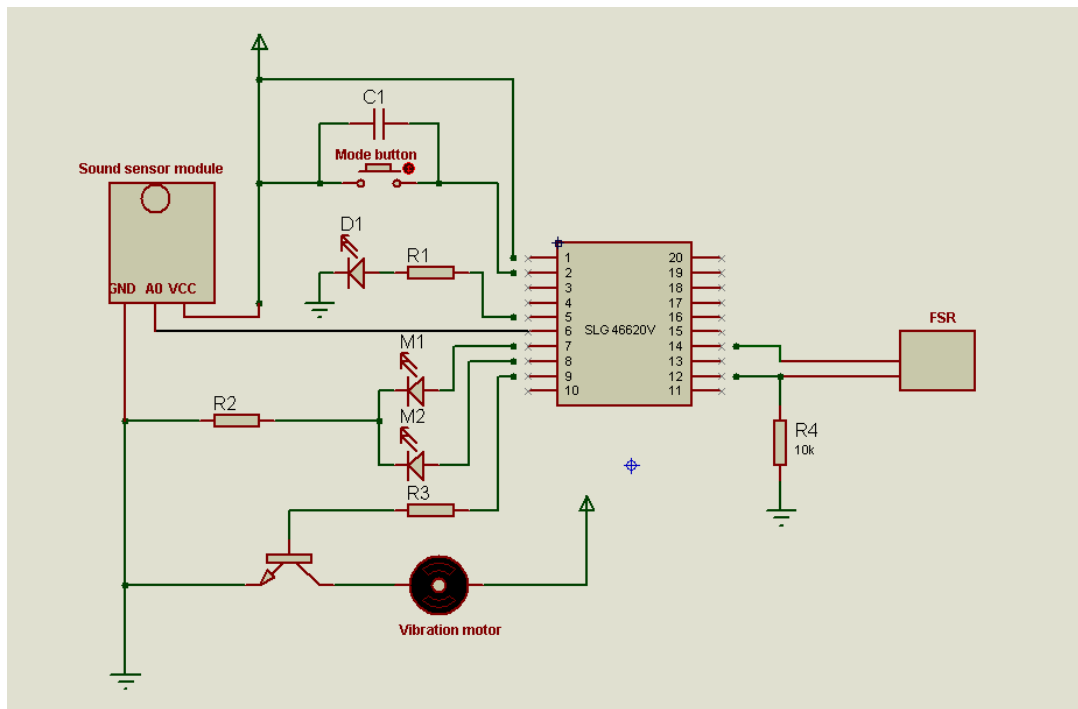 C1
Mode button
Sound sensor module
D1
R1
GND A0 VCC
1
2
3
4
5
6
7
8
9
10
SLG46620V
20
19
18
17
16
15
14
13
12
11
FSR
M1
R2
M2
R4
10k
R3
Vibration motor